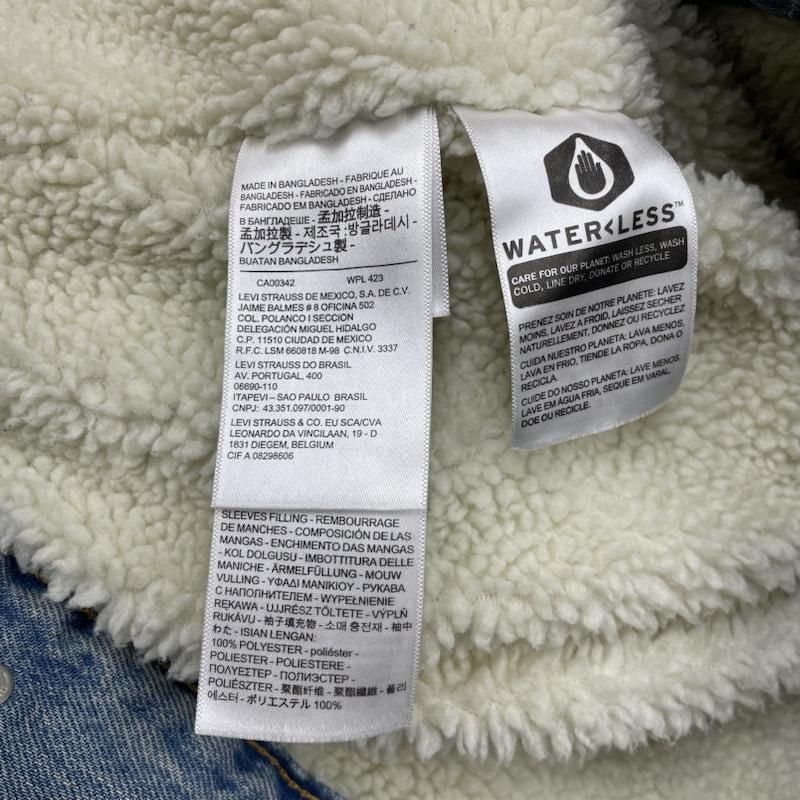 MADE IN BANGLADESH - FABRIQUE AU
BANGLADESH - FABRICADO EN BANGLADESH -
FABRICADO EM BANGLADESH - СДЕЛАНО
В БАНГЛАДЕШЕ - 孟加拉制造 -
孟加拉製 - 제조국 :방글라데시 -
バングラデシュ製 -
BUATAN BANGLADESH
CA00342 WPL 423
LEVI STRAUSS DE MEXICO, S.A. DE C.V.
JAIME BALMES # 8 OFICINA 502
COL. POLANCO I SECCION
DELEGACIÓN MIGUEL HIDALGO
C.P. 11510 CIUDAD DE MEXICO
R.F.C. LSM 660818 M-98 C.N.I.V. 3337
LEVI STRAUSS DO BRASIL
AV. PORTUGAL, 400
06690-110
ITAPEVI – SAO PAULO BRASIL
CNPJ: 43.351.097/0001-90
LEVI STRAUSS & CO. EU SCA/CVA
LEONARDO DA VINCILAAN, 19 - D
1831 DIEGEM, BELGIUM
CIF A 08298606
SLEEVES FILLING - REMBOURRAGE
DE MANCHES - COMPOSICIÓN DE LAS
MANGAS - ENCHIMENTO DAS MANGAS
- KOL DOLGUSU - IMBOTTITURA DELLE
MANICHE - ÄRMELFÜLLUNG - MOUW
VULLING - ΥΦΑΔΙ ΜΑΝΙΚΙΟΥ - РУКАВА
С НАПОЛНИТЕЛЕМ - WYPEŁNIENIE
RĘKAWA - UJJRÉSZ TÖLTETE - VÝPLŇ
RUKÁVU - 袖子填充物 - 소매 충전재 - 袖中
わた - ISIAN LENGAN:
100% POLYESTER - poliéster -
POLIESTER - POLIESTERE -
ΠΟΛΥΕΣΤΕΡ - ПОЛИЭСТЕР -
POLIÉSZTER - 聚酯纤维 - 聚酯纖維 - 폴리
에스터 - ポリエステル 100%
WATER<LESS™
CARE FOR OUR PLANET: WASH LESS, WASH
COLD, LINE DRY, DONATE OR RECYCLE
PRENEZ SOIN DE NOTRE PLANETE: LAVEZ
MOINS, LAVEZ A FROID, LAISSEZ SECHER
NATURELLEMENT, DONNEZ OU RECYCLEZ
CUIDA NUESTRO PLANETA: LAVA MENOS,
LAVA EN FRIO, TIENDE LA ROPA, DONA O
RECICLA.
CUIDE DO NOSSO PLANETA: LAVE MENOS,
LAVE EM ÁGUA FRIA, SEQUE EM VARAL,
DOE OU RECICLE.